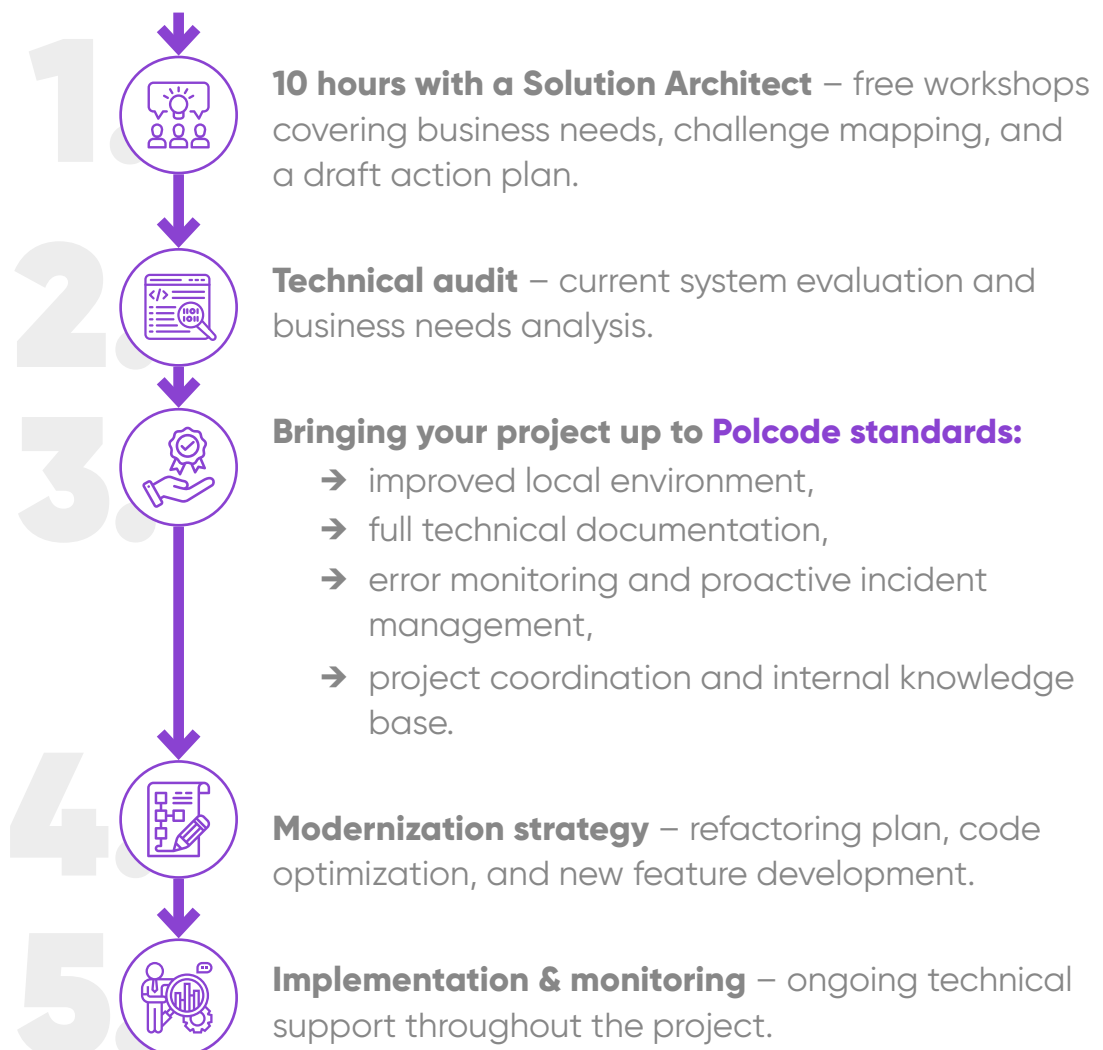 1.
10 hours with a Solution Architect – free workshops
covering business needs, challenge mapping, and
a draft action plan.
2.
</>
1101
1011
Technical audit – current system evaluation and
business needs analysis.
3.
Bringing your project up to Polcode standards:
→ improved local environment,
→ full technical documentation,
→ error monitoring and proactive incident
management,
→ project coordination and internal knowledge
base.
4.
Modernization strategy – refactoring plan, code
optimization, and new feature development.
5.
Implementation & monitoring – ongoing technical
support throughout the project.